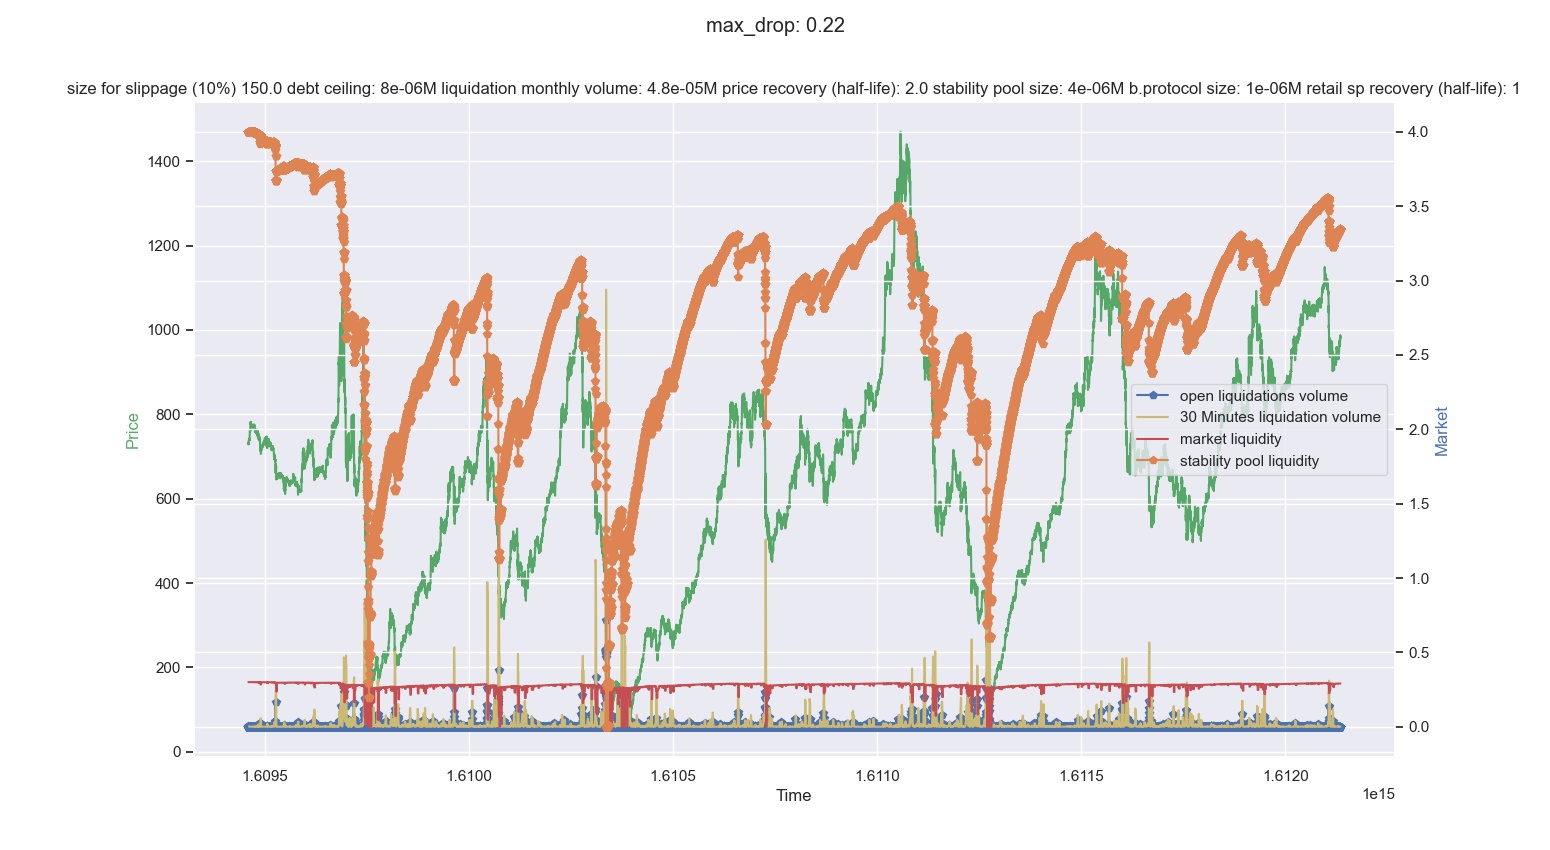 max_drop: 0.22
size for slippage (10%) 150.0 debt ceiling: 8e-06M liquidation monthly volume: 4.8e-05M price recovery (half-life): 2.0 stability pool size: 4e-06M b.protocol size: 1e-06M retail sp recovery (half-life): 1
1400
1200
1000
800
600
400
200
0
Price
4.0
3.5
3.0
2.5
2.0
1.5
1.0
0.5
0.0
Market
open liquidations volume
30 Minutes liquidation volume
market liquidity
stability pool liquidity
1.6095
1.6100
1.6105
1.6110
1.6115
1.6120
1e15
Time